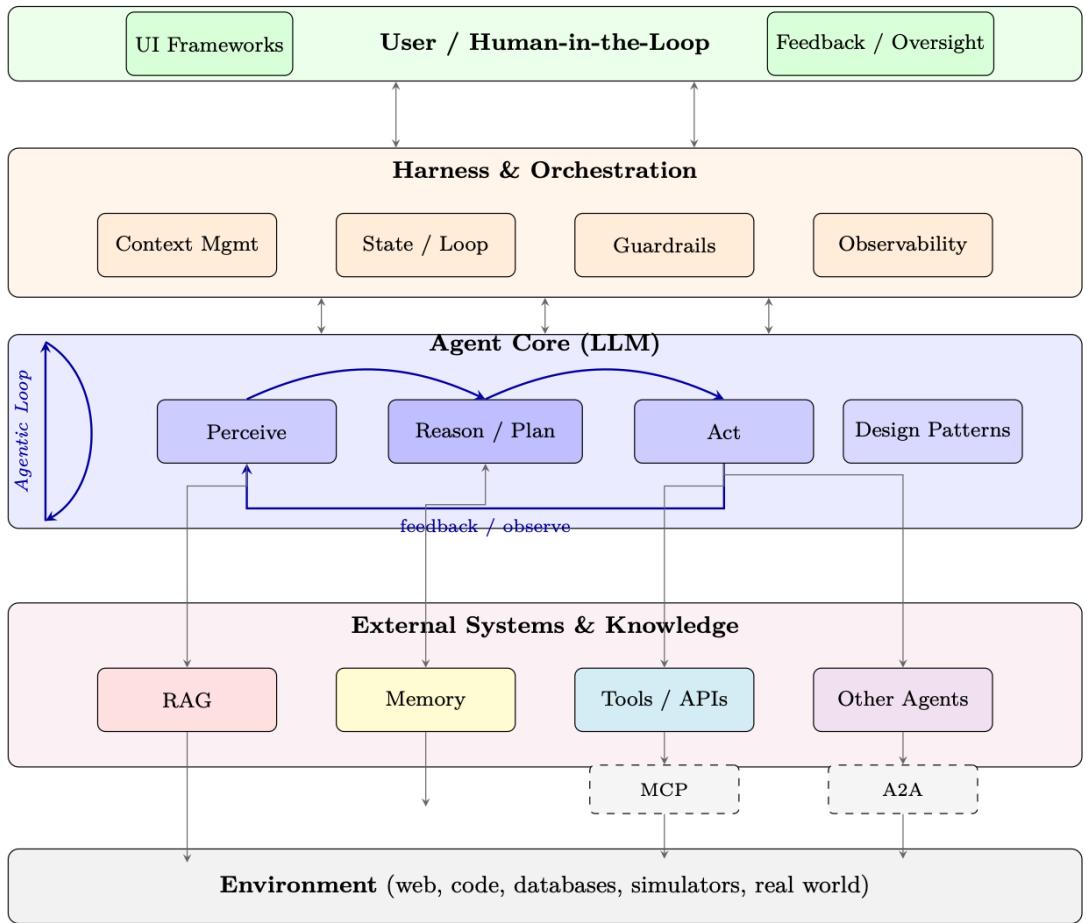 UI Frameworks
User / Human-in-the-Loop
Feedback / Oversight
Harness & Orchestration
Context Mgmt
State / Loop
Guardrails
Observability
Agent Core (LLM)
Agentic Loop
Perceive
Reason / Plan
Act
Design Patterns
feedback / observe
External Systems & Knowledge
RAG
Memory
Tools / APIs
Other Agents
MCP
A2A
Environment (web, code, databases, simulators, real world)